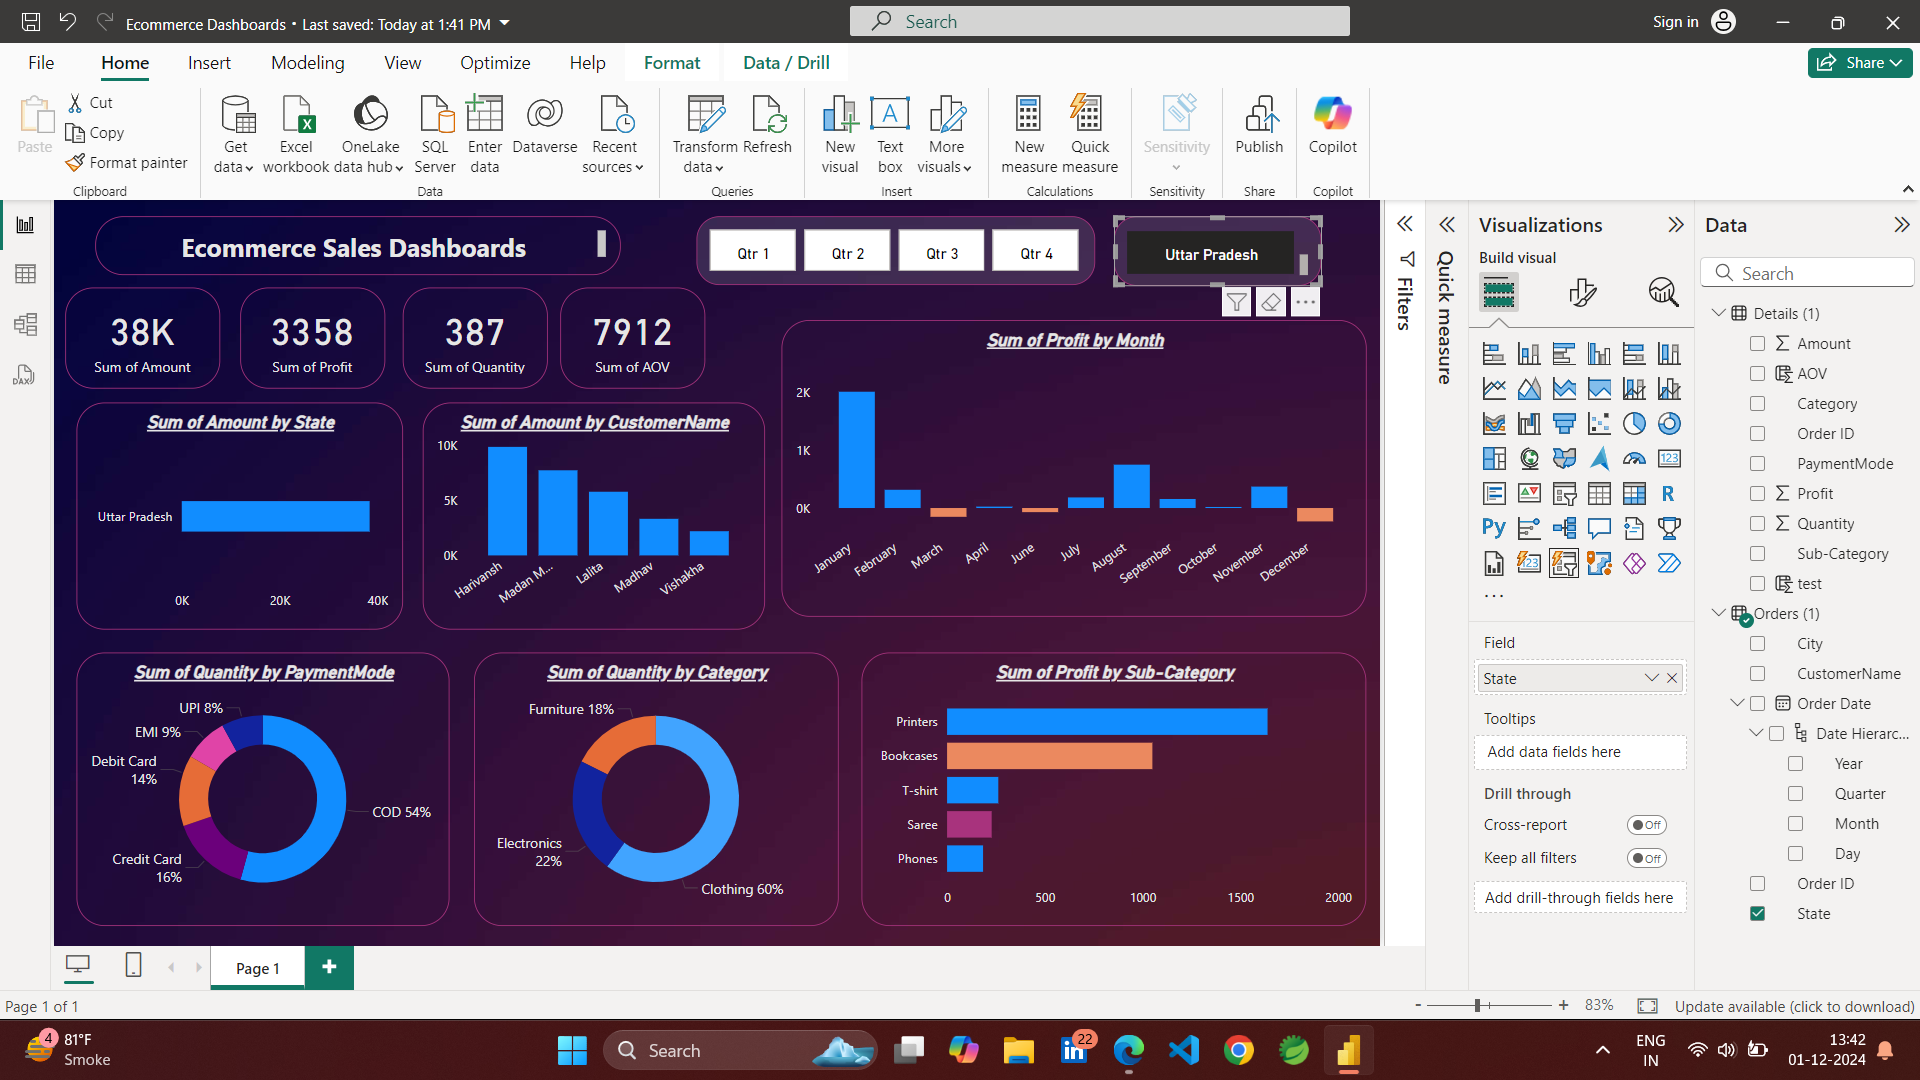 Ecommerce Dashboards • Last saved: Today at 1:41 PM
Search
Sign in
File
Home
Insert
Modeling
View
Optimize
Help
Format
Data / Drill
Share
Paste
Cut
Copy
Format painter
Clipboard
Get data
Excel workbook
OneLake data hub
SQL Server
Enter data
Dataverse
Recent sources
Data
Transform data
Refresh
Queries
New visual
Text box
More visuals
Insert
New measure
Quick measure
Calculations
Sensitivity
Sensitivity
Publish
Share
Copilot
Copilot
Ecommerce Sales Dashboards
Qtr 1
Qtr 2
Qtr 3
Qtr 4
Uttar Pradesh
38K
Sum of Amount
3358
Sum of Profit
387
Sum of Quantity
7912
Sum of AOV
Sum of Amount by State
Uttar Pradesh
0K
20K
40K
Sum of Amount by CustomerName
10K
5K
0K
Harivansh
Madan M...
Lalita
Madhav
Vishakha
Sum of Profit by Month
2K
1K
0K
January
February
March
April
June
July
August
September
October
November
December
Sum of Quantity by PaymentMode
UPI 8%
EMI 9%
Debit Card
14%
Credit Card
16%
COD 54%
Sum of Quantity by Category
Furniture 18%
Electronics
22%
Clothing 60%
Sum of Profit by Sub-Category
Printers
Bookcases
T-shirt
Saree
Phones
0
500
1000
1500
2000
Filters
Quick measure
Visualizations
Build visual
123
R
Py
123
...
Field
State
Tooltips
Add data fields here
Drill through
Cross-report
Off
Keep all filters
Off
Add drill-through fields here
Data
Search
Details (1)
Amount
AOV
Category
Order ID
PaymentMode
Profit
Quantity
Sub-Category
test
Orders (1)
City
CustomerName
Order Date
Date Hierarc...
Year
Quarter
Month
Day
Order ID
State
DAX
Page 1
Page 1 of 1
83%
Update available (click to download)
4
81°F
Smoke
Search
22
ENG
IN
13:42
01-12-2024